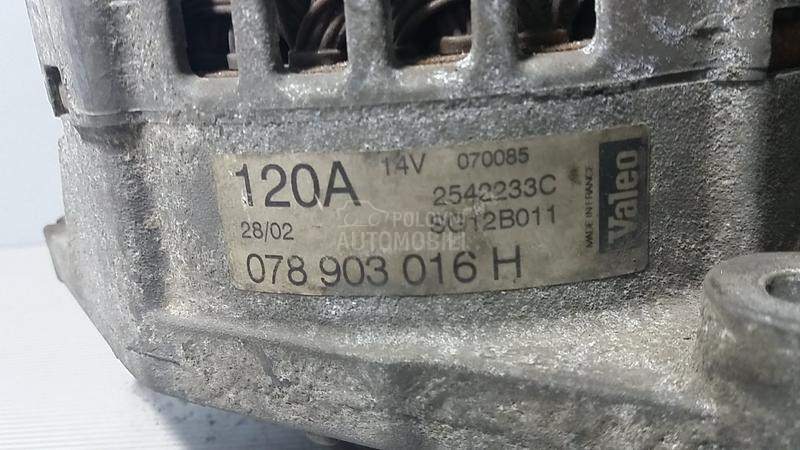 120A 14V 070085
2542233C
28/02 SG12B011
078 903 016 H
MADE IN FRANCE
Valeo
POLOVNI
AUTOMOBILI